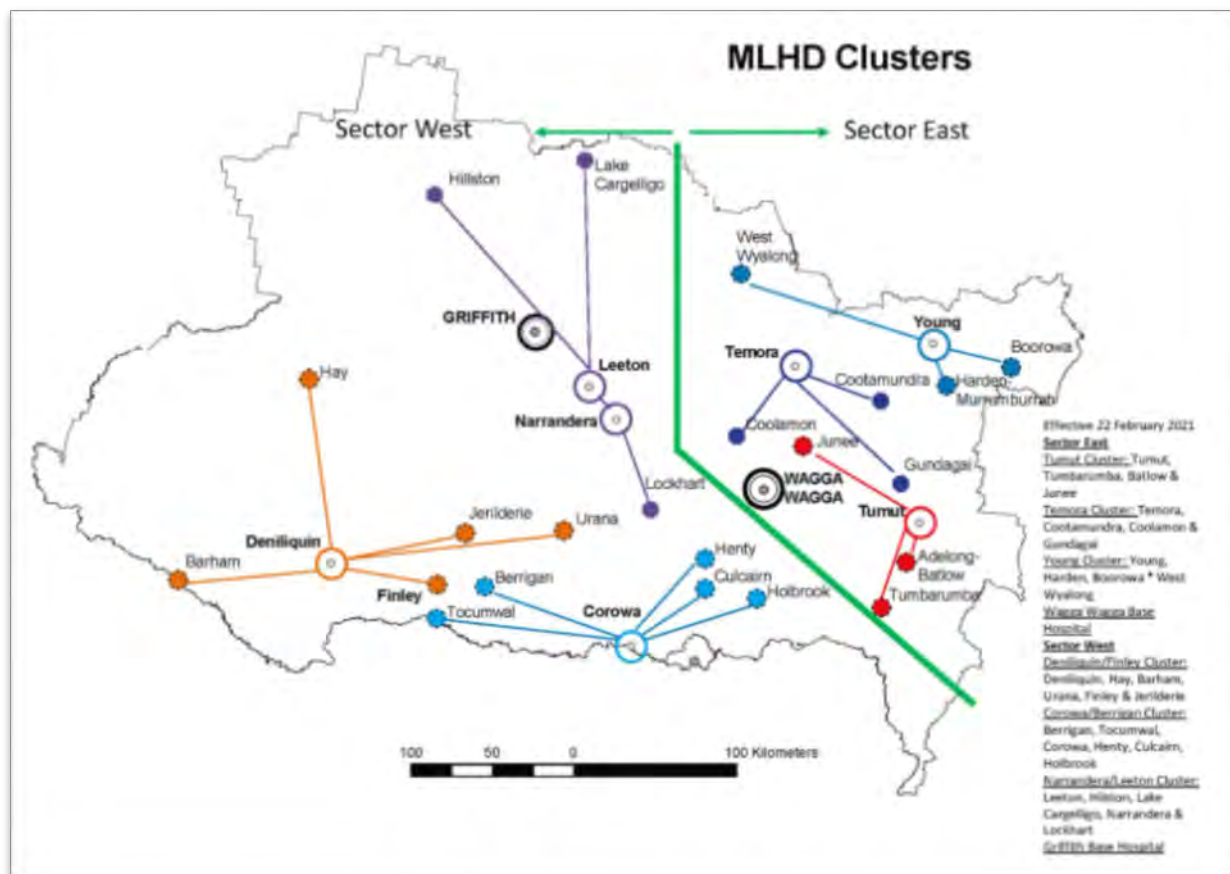 MLHD Clusters
Sector West
Sector East
Hillston
Lake
Cargelligo
West
Wyalong
GRIFFITH
Young
Boorowa
Leeton
Temora
Cootamundra
Harden-
Murrumburrah
Hay
Narrandera
Coolamon
Junee
Gundagai
WAGGA
WAGGA
Lockhart
Tumut
Jerilderie
Urana
Deniliquin
Barham
Finley
Berrigan
Tocumwal
Henty
Culcairn
Holbrook
Corowa
Adelong-
Batlow
Tumbarumba
100 50 0 100 Kilometers
Effective 22 February 2021
Sector East
Tumut Cluster: Tumut,
Tumbarumba, Batlow &
Junee
Temora Cluster: Temora,
Cootamundra, Coolamon &
Gundagai
Young Cluster: Young,
Harden, Boorowa * West
Wyalong
Wagga Wagga Base
Hospital
Sector West
Deniliquin/Finley Cluster:
Deniliquin, Hay, Barham,
Urana, Finley & Jerilderie
Corowa/Berrigan Cluster:
Berrigan, Tocumwal,
Corowa, Henty, Culcairn,
Holbrook
Narrandera/Leeton Cluster:
Leeton, Lake
Cargelligo, Narrandera &
Lockhart
Griffith Base Hospital